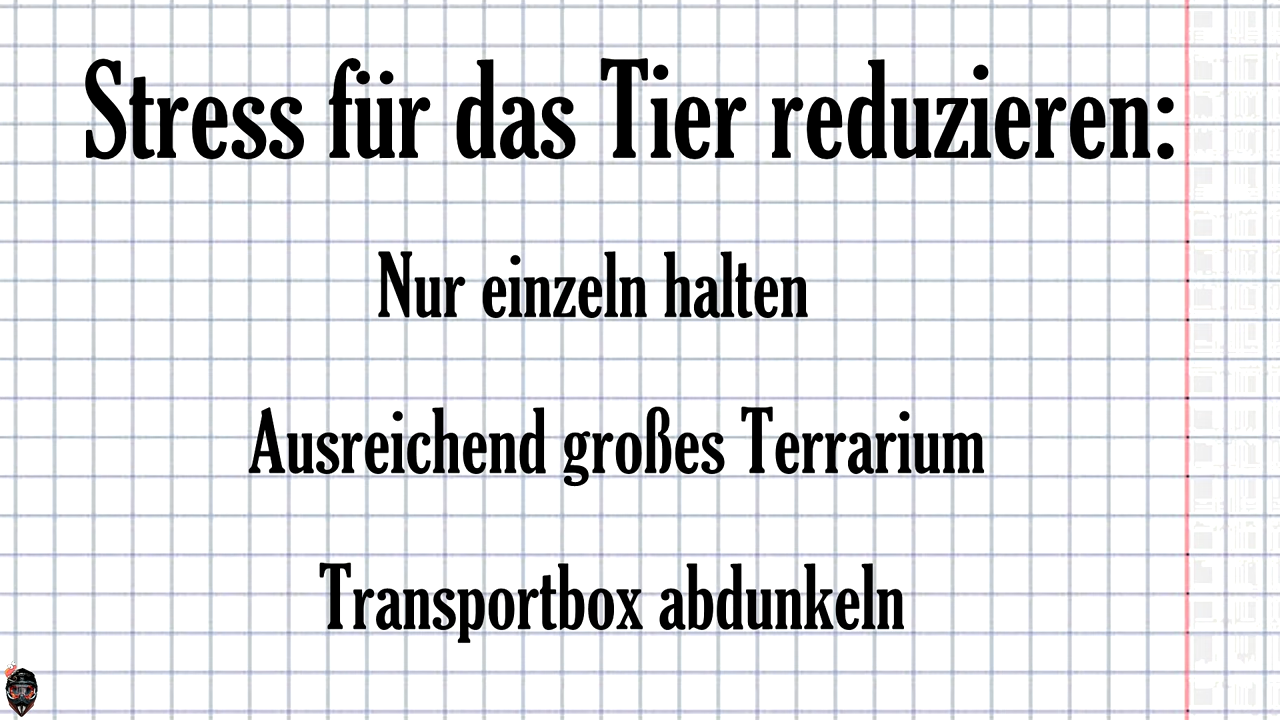 Stress für das Tier reduzieren:
Nur einzeln halten
Ausreichend großes Terrarium
Transportbox abdunkeln